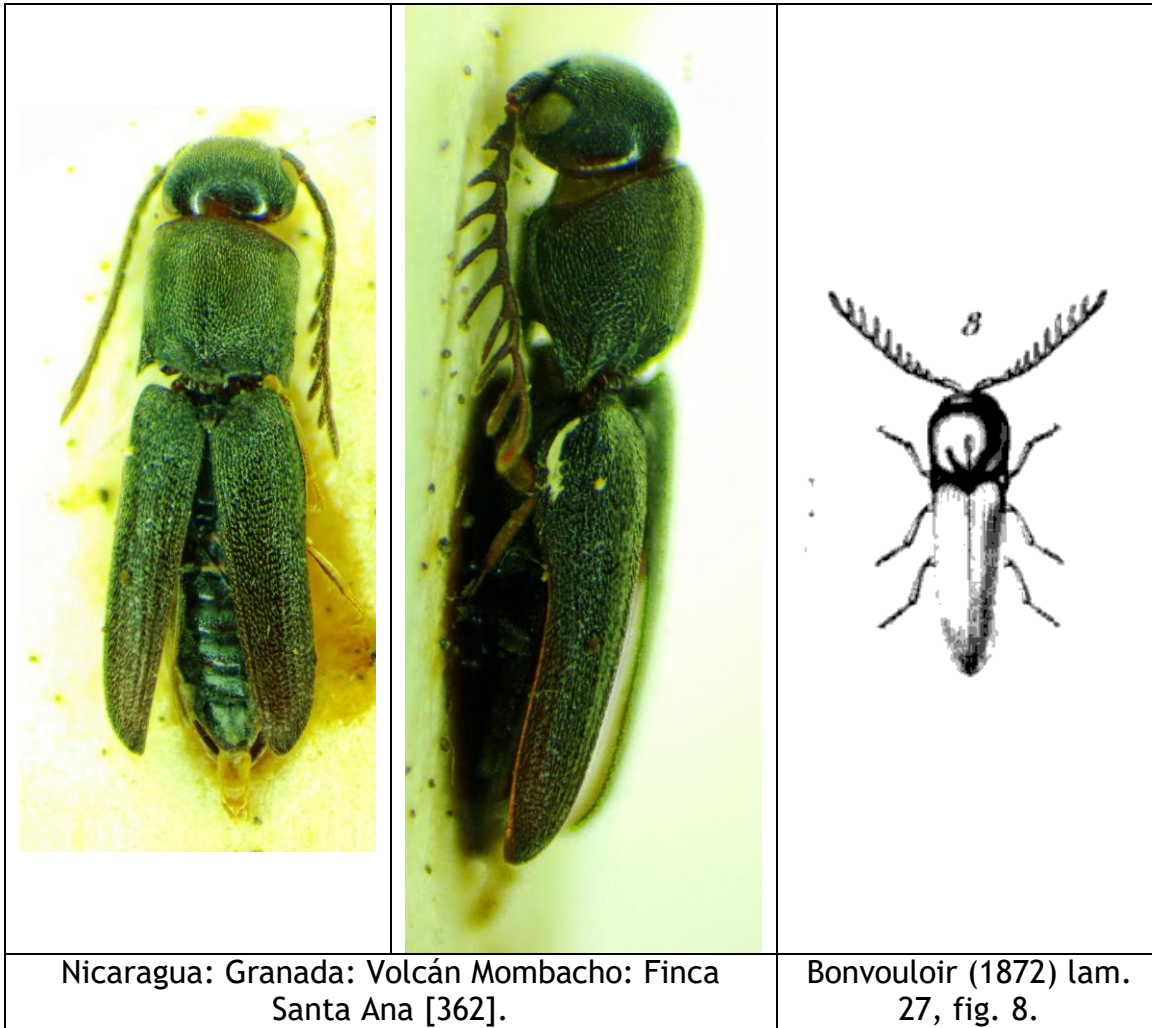 8
Nicaragua: Granada: Volcán Mombacho: Finca
Santa Ana [362].
Bonvouloir (1872) lam.
27, fig. 8.